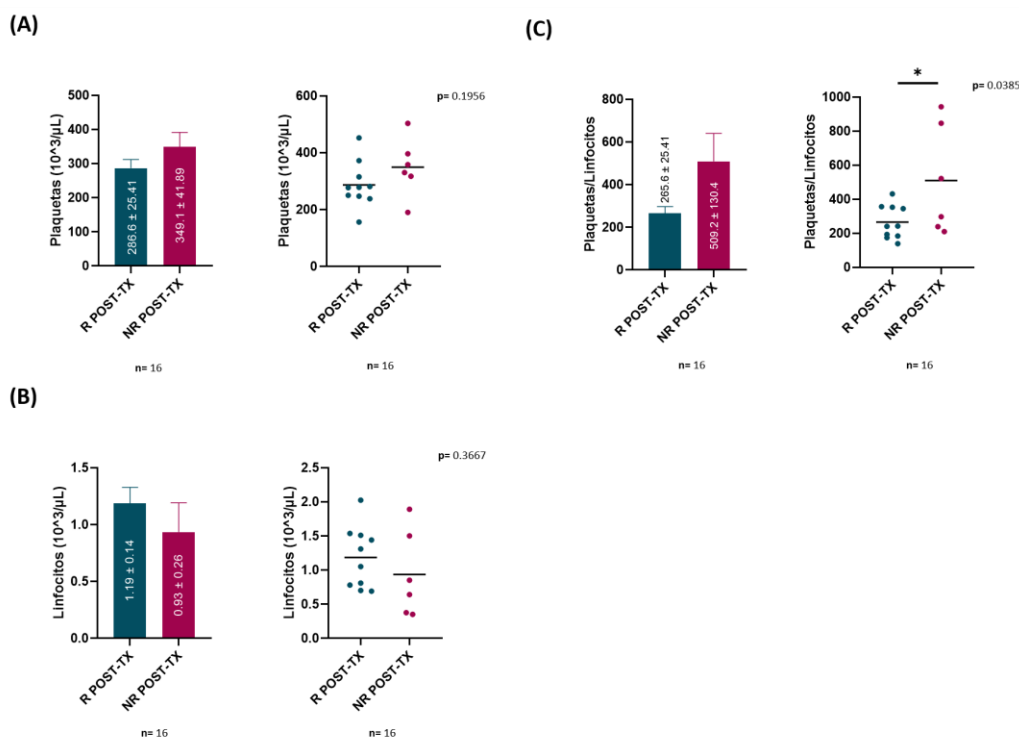 (A)
Plaquetas (10^3/µL)
500
400
300
200
100
0
286.6 ± 25.41
349.1 ± 41.89
R POST-TX
NR POST-TX
n= 16
p= 0.1956
Plaquetas (10^3/µL)
600
400
200
0
R POST-TX
NR POST-TX
n= 16
(C)
Plaquetas/Linfocitos
800
600
400
200
0
265.6 ± 25.41
509.2 ± 130.4
R POST-TX
NR POST-TX
n= 16
*
p= 0.0385
Plaquetas/Linfocitos
1000
800
600
400
200
0
R POST-TX
NR POST-TX
n= 16
(B)
Linfocitos (10^3/µL)
1.5
1.0
0.5
0.0
1.19 ± 0.14
0.93 ± 0.26
R POST-TX
NR POST-TX
n= 16
p= 0.3667
Linfocitos (10^3/µL)
2.5
2.0
1.5
1.0
0.5
0.0
R POST-TX
NR POST-TX
n= 16